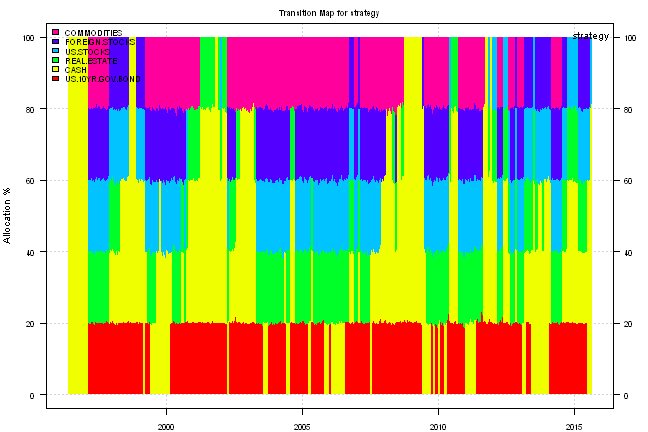 Transition Map for strategy
strategy
COMMODITIES
FOREIGN.STOCKS
US.STOCKS
REAL.ESTATE
CASH
US.10YR.GOV.BOND
Allocation %
100
80
60
40
20
0
100
80
60
40
20
0
2000 2005 2010 2015